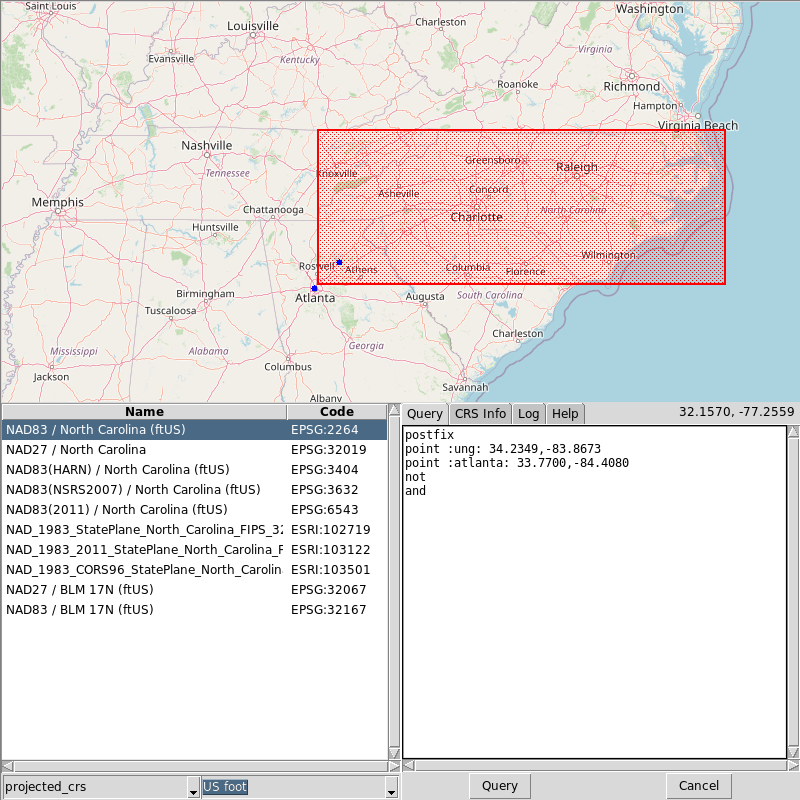 Saint Louis
Louisville
Charleston
Washington
Evansville
Kentucky
Virginia
Roanoke
Richmond
Hampton
Virginia Beach
Nashville
Knoxville
Greensboro
Raleigh
Tennessee
Asheville
Concord
Memphis
Chattanooga
Charlotte
North Carolina
Huntsville
Wilmington
Roswell
Athens
Columbia
Florence
Birmingham
Atlanta
Augusta
South Carolina
Tuscaloosa
Charleston
Mississippi
Alabama
Georgia
Jackson
Columbus
Savannah
Albany
Name Code
NAD83 / North Carolina (ftUS) EPSG:2264
NAD27 / North Carolina EPSG:32019
NAD83(HARN) / North Carolina (ftUS) EPSG:3404
NAD83(NSRS2007) / North Carolina (ftUS) EPSG:3632
NAD83(2011) / North Carolina (ftUS) EPSG:6543
NAD_1983_StatePlane_North_Carolina_FIPS_32 ESRI:102719
NAD_1983_2011_StatePlane_North_Carolina_F ESRI:103122
NAD_1983_CORS96_StatePlane_North_Carolin ESRI:103501
NAD27 / BLM 17N (ftUS) EPSG:32067
NAD83 / BLM 17N (ftUS) EPSG:32167
projected_crs US foot
Query CRS Info Log Help 32.1570, -77.2559
postfix
point :ung: 34.2349,-83.8673
point :atlanta: 33.7700,-84.4080
not
and
Query Cancel